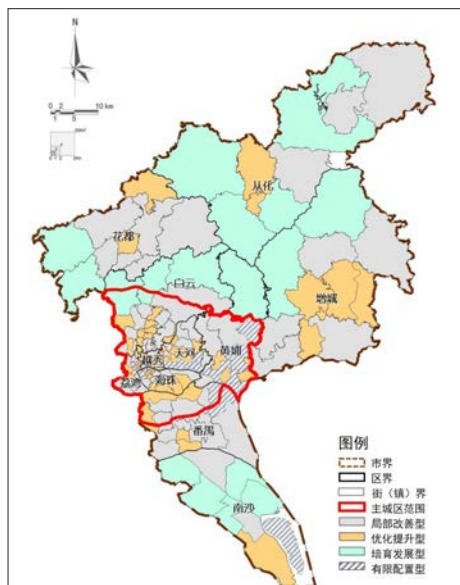 N
0 2
10 km
1 5
从化
花都
白云
增城
天河
黄埔
越秀
荔湾
海珠
番禺
南沙
图例
市界
区界
街(镇)界
主城区范围
局部改善型
优化提升型
培育发展型
有限配置型